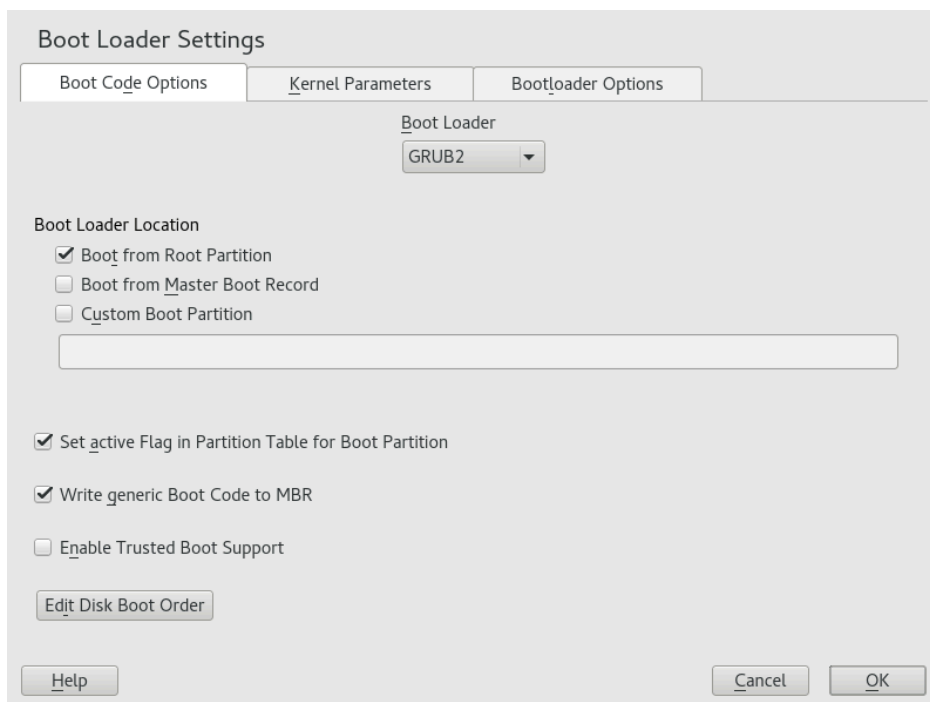 Boot Loader Settings
Boot Code Options Kernel Parameters Bootloader Options
Boot Loader
GRUB2
Boot Loader Location
Boot from Root Partition
Boot from Master Boot Record
Custom Boot Partition
Set active Flag in Partition Table for Boot Partition
Write generic Boot Code to MBR
Enable Trusted Boot Support
Edit Disk Boot Order
Help Cancel OK